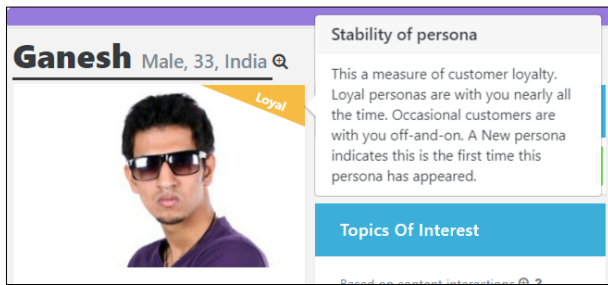 Ganesh Male, 33, India
Loyal
Stability of persona
This a measure of customer loyalty.
Loyal personas are with you nearly all
the time. Occasional customers are
with you off-and-on. A New persona
indicates this is the first time this
persona has appeared.
Topics Of Interest
Based on content interactions